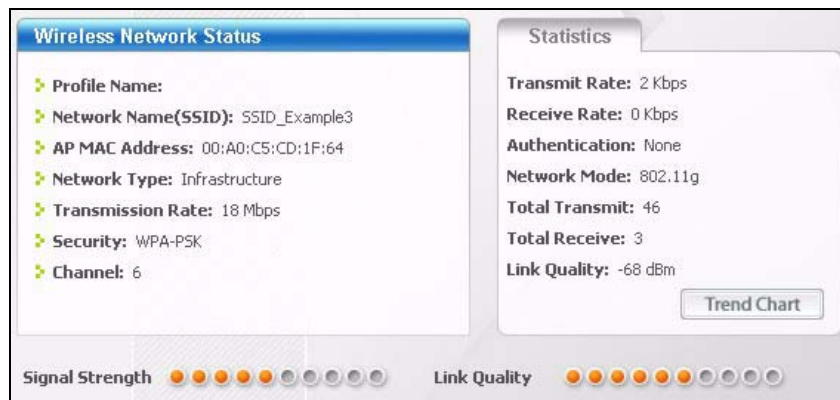 Wireless Network Status
Profile Name:
Network Name(SSID): SSID_Example3
AP MAC Address: 00:A0:C5:CD:1F:64
Network Type: Infrastructure
Transmission Rate: 18 Mbps
Security: WPA-PSK
Channel: 6
Statistics
Transmit Rate: 2 Kbps
Receive Rate: 0 Kbps
Authentication: None
Network Mode: 802.11g
Total Transmit: 46
Total Receive: 3
Link Quality: -68 dBm
Trend Chart
Signal Strength
Link Quality